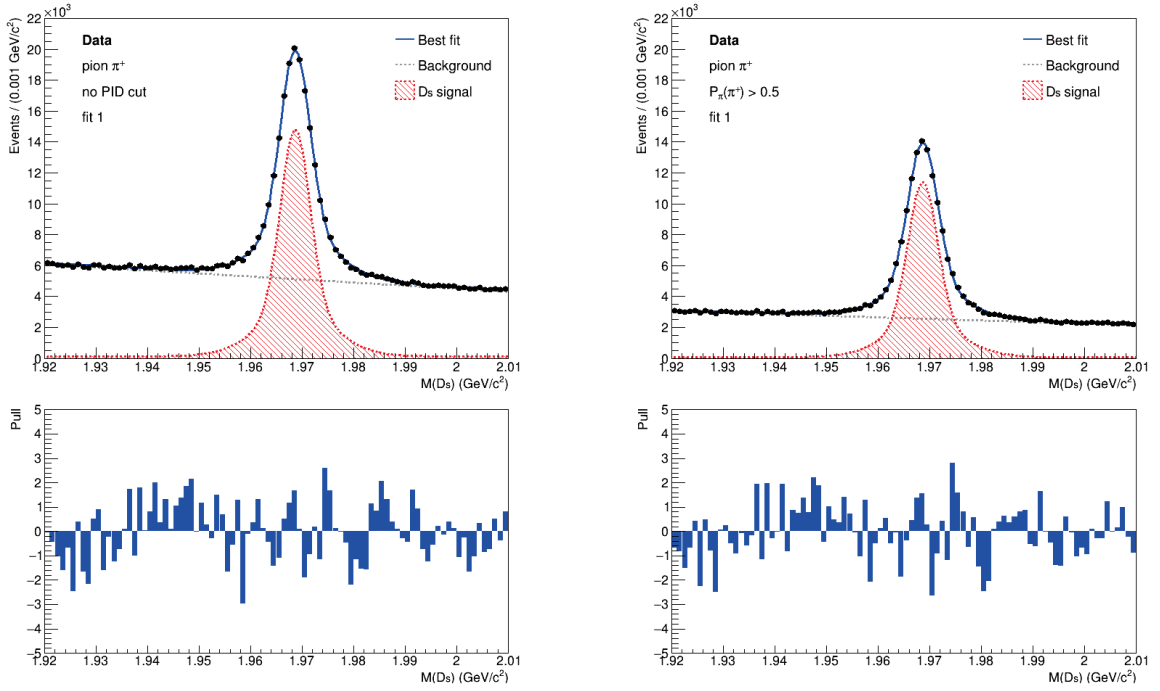 ×10³
22
20
18
16
14
12
10
8
6
4
2
0
Events / (0.001 GeV/c²)
Data
pion π⁺
no PID cut
fit 1
Best fit
Background
Ds signal
1.92 1.93 1.94 1.95 1.96 1.97 1.98 1.99 2 2.01
M(Ds) (GeV/c²)
×10³
22
20
18
16
14
12
10
8
6
4
2
0
Events / (0.001 GeV/c²)
Data
pion π⁺
P_π(π⁺) > 0.5
fit 1
Best fit
Background
Ds signal
1.92 1.93 1.94 1.95 1.96 1.97 1.98 1.99 2 2.01
M(Ds) (GeV/c²)
Pull
5
4
3
2
1
0
−1
−2
−3
−4
−5
1.92 1.93 1.94 1.95 1.96 1.97 1.98 1.99 2 2.01
M(Ds) (GeV/c²)
Pull
5
4
3
2
1
0
−1
−2
−3
−4
−5
1.92 1.93 1.94 1.95 1.96 1.97 1.98 1.99 2 2.01
M(Ds) (GeV/c²)